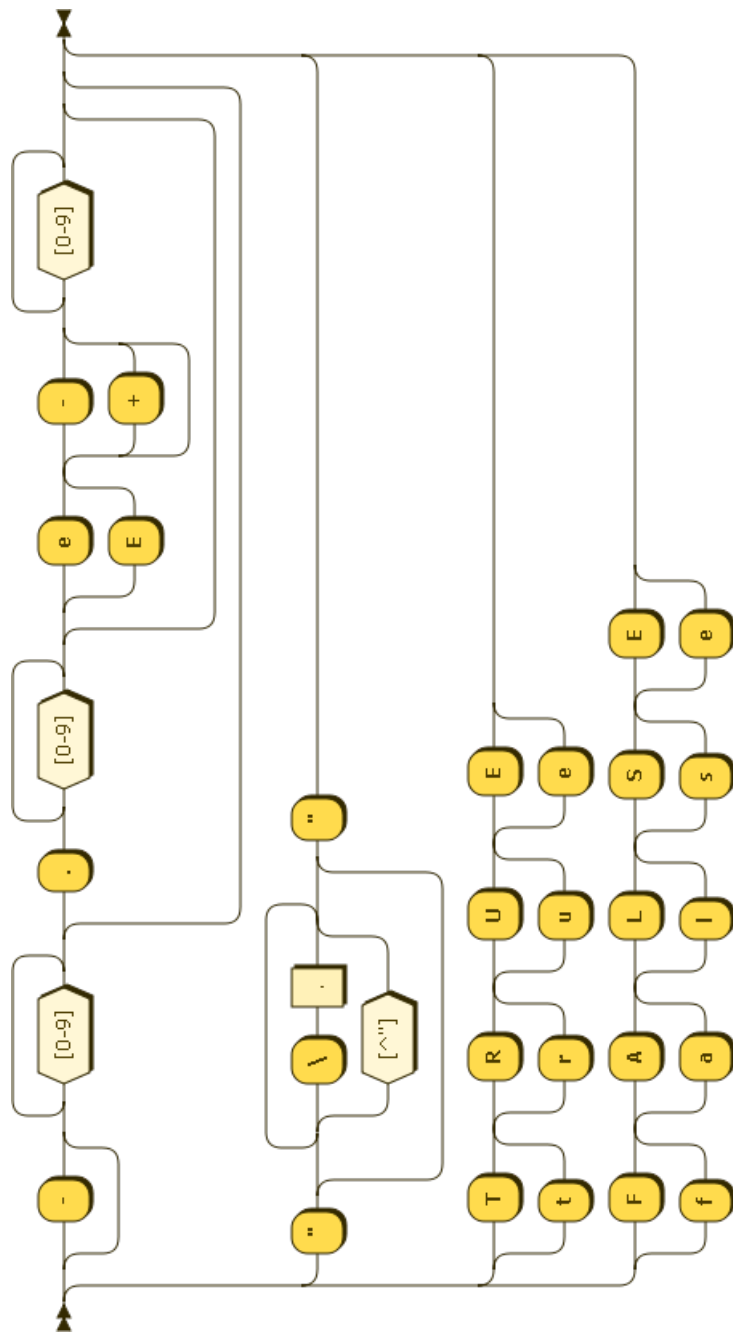 - [0-9] . [0-9] e - [0-9]
E +
" \ . "
[^"]
T R U E
t r u e
F A L S E
f a l s e